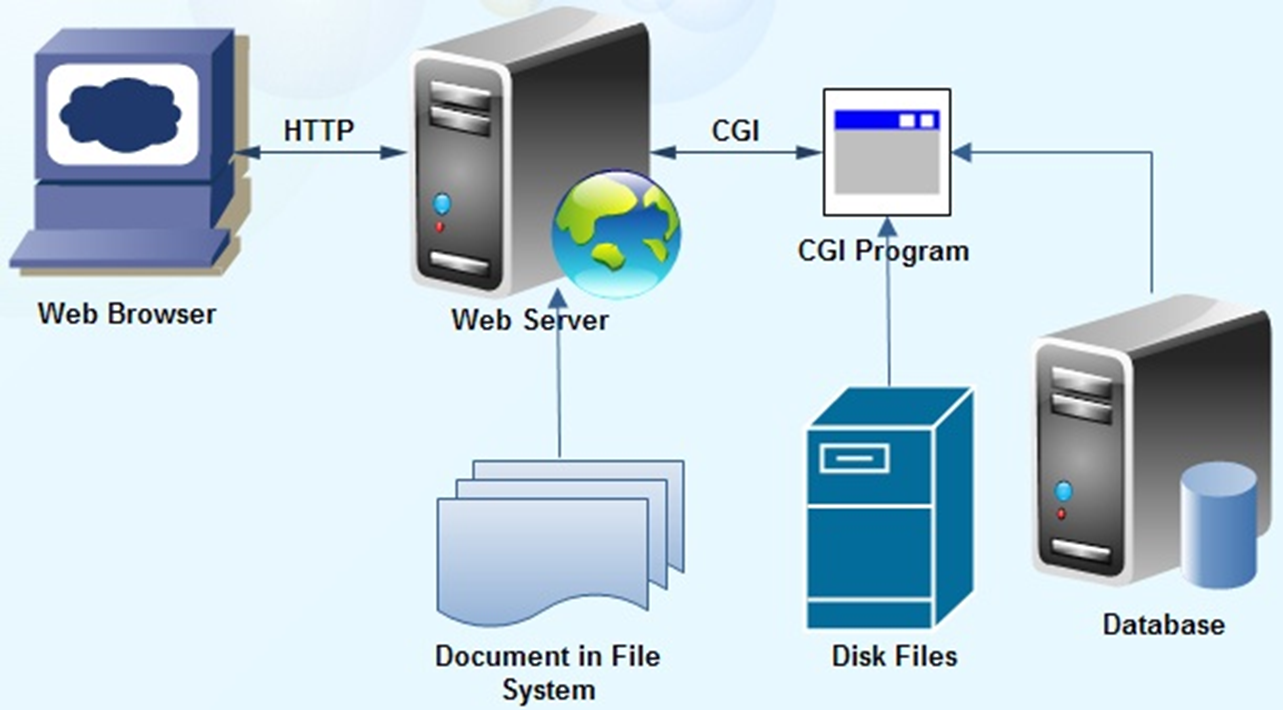 HTTP
CGI
CGI Program
Web Browser
Web Server
Document in File
System
Disk Files
Database